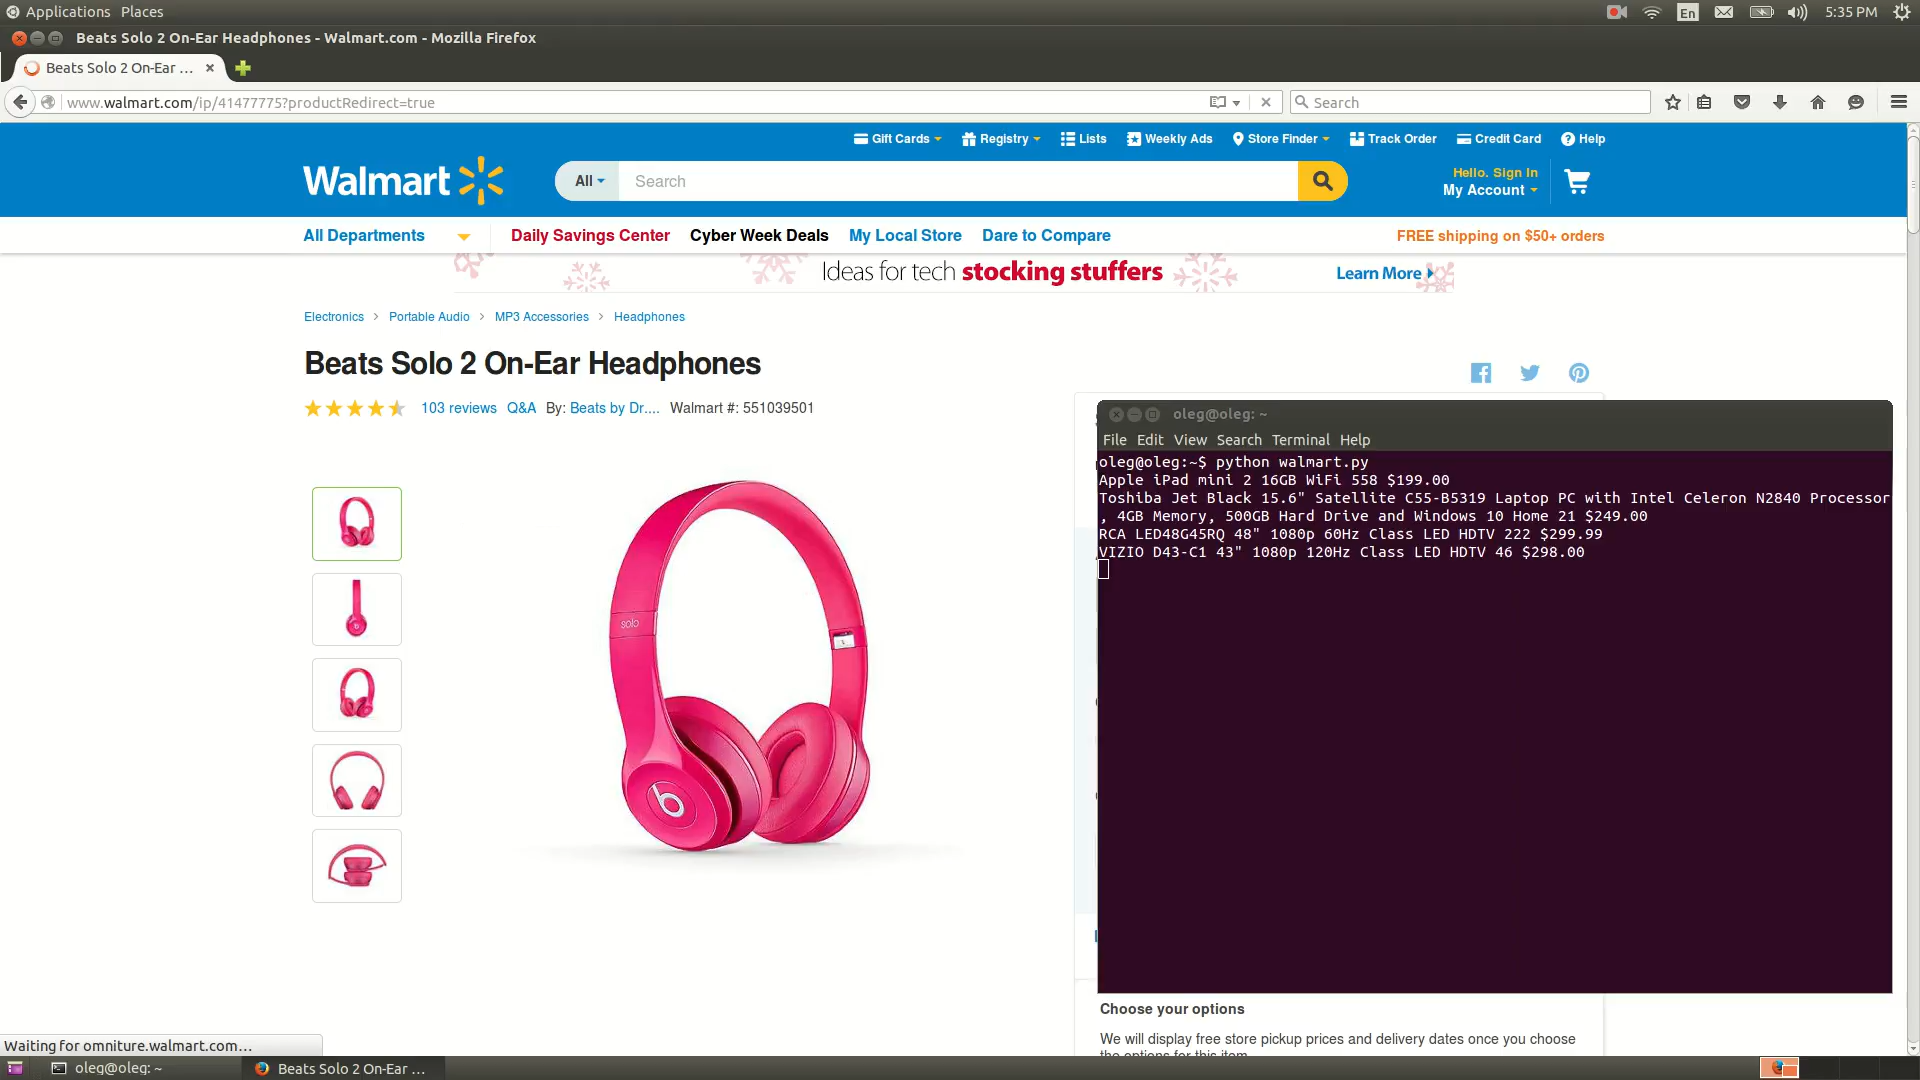 Applications Places
En 5:35 PM
Beats Solo 2 On-Ear Headphones - Walmart.com - Mozilla Firefox
Beats Solo 2 On-Ear ...
www.walmart.com/ip/41477775?productRedirect=true
Search
Gift Cards Registry Lists Weekly Ads Store Finder Track Order Credit Card Help
Walmart
All
Search
Hello. Sign In
My Account
All Departments
Daily Savings Center Cyber Week Deals My Local Store Dare to Compare
FREE shipping on $50+ orders
Ideas for tech stocking stuffers
Learn More
Electronics > Portable Audio > MP3 Accessories > Headphones
Beats Solo 2 On-Ear Headphones
103 reviews Q&A By: Beats by Dr.... Walmart #: 551039501
solo
b
oleg@oleg: ~
File Edit View Search Terminal Help
oleg@oleg:~$ python walmart.py
Apple iPad mini 2 16GB WiFi 558 $199.00
Toshiba Jet Black 15.6" Satellite C55-B5319 Laptop PC with Intel Celeron N2840 Processor
, 4GB Memory, 500GB Hard Drive and Windows 10 Home 21 $249.00
RCA LED48G45RQ 48" 1080p 60Hz Class LED HDTV 222 $299.99
VIZIO D43-C1 43" 1080p 120Hz Class LED HDTV 46 $298.00
Choose your options
We will display free store pickup prices and delivery dates once you choose
the options for this item
Waiting for omniture.walmart.com...
oleg@oleg: ~
Beats Solo 2 On-Ear ...